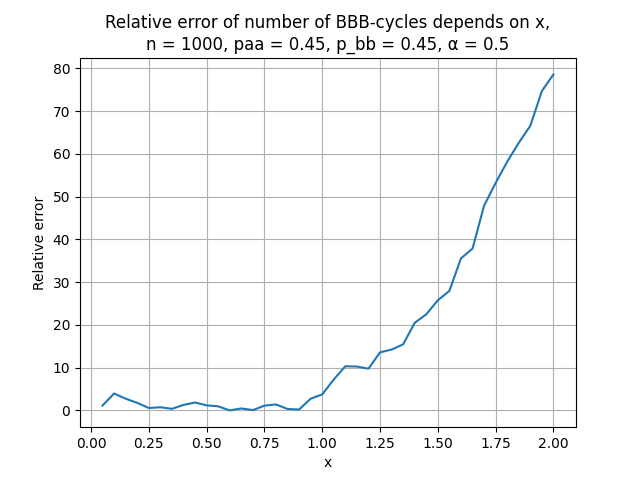 Relative error of number of BBB-cycles depends on x,
n = 1000, paa = 0.45, p_bb = 0.45, α = 0.5
Relative error
80
70
60
50
40
30
20
10
0
0.00 0.25 0.50 0.75 1.00 1.25 1.50 1.75 2.00
x